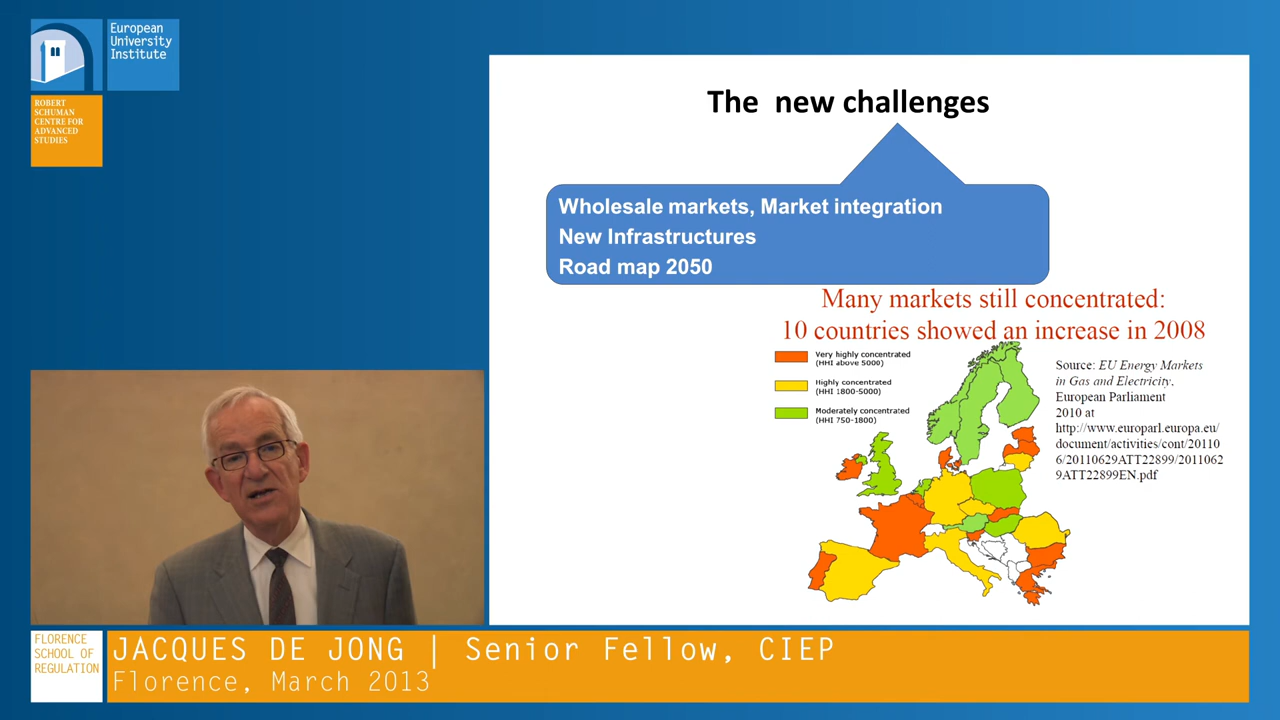 European
University
Institute
ROBERT
SCHUMAN
CENTRE FOR
ADVANCED
STUDIES
The new challenges
Wholesale markets, Market integration
New Infrastructures
Road map 2050
Many markets still concentrated:
10 countries showed an increase in 2008
Very highly concentrated
(HHI above 5000)
Highly concentrated
(HHI 1800-5000)
Moderately concentrated
(HHI 750-1800)
Source: EU Energy Markets
in Gas and Electricity,
European Parliament
2010 at
http://www.europarl.europa.eu/
document/activities/cont/20110
6/20110629ATT22899/2011062
9ATT22899EN.pdf
FLORENCE
SCHOOL OF
REGULATION
JACQUES DE JONG | Senior Fellow, CIEP
Florence, March 2013